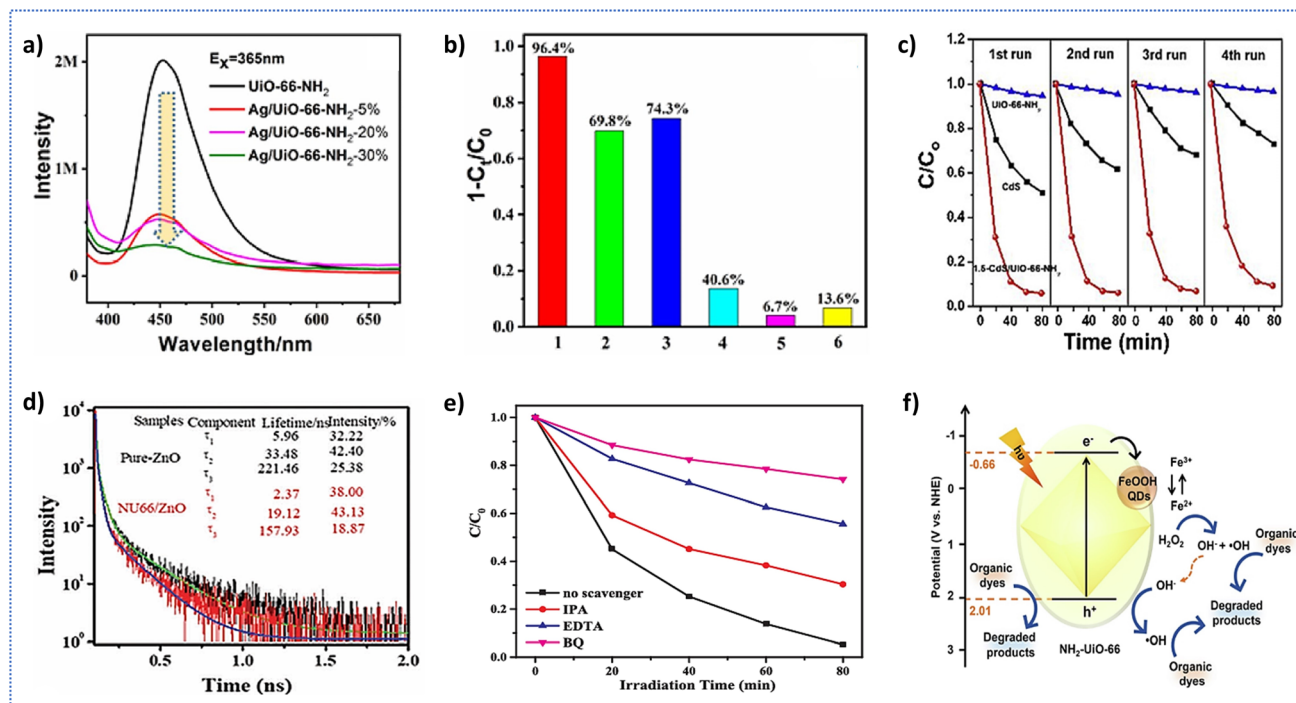 a)
Eₓ=365nm
UiO-66-NH₂
Ag/UiO-66-NH₂-5%
Ag/UiO-66-NH₂-20%
Ag/UiO-66-NH₂-30%
2M
1M
0
Intensity
400 450 500 550 600 650
Wavelength/nm
b)
1-Cₜ/C₀
1.0
0.8
0.6
0.4
0.2
0.0
96.4%
69.8%
74.3%
40.6%
6.7%
13.6%
1 2 3 4 5 6
c)
C/Cₒ
1.2
1.0
0.8
0.6
0.4
0.2
0.0
1st run 2nd run 3rd run 4th run
UiO-66-NH₂
CdS
1.5-CdS/UiO-66-NH₂
0 40 80 0 40 80 0 40 80 0 40 80
Time (min)
d)
Intensity
10⁴
10³
10²
10¹
10⁰
Samples Component Lifetime/ns Intensity/%
τ₁ 5.96 32.22
Pure-ZnO τ₂ 33.48 42.40
τ₃ 221.46 25.38
τ₁ 2.37 38.00
NU66/ZnO τ₂ 19.12 43.13
τ₃ 157.93 18.87
0.5 1.0 1.5 2.0
Time (ns)
e)
C/C₀
1.0
0.8
0.6
0.4
0.2
0.0
no scavenger
IPA
EDTA
BQ
0 20 40 60 80
Irradiation Time (min)
f)
Potential (V vs. NHE)
-1
-0.66
0
1
2
2.01
3
hυ
e⁻
FeOOH
QDs
Fe³⁺
Fe²⁺
H₂O₂
OH⁻ + •OH
Organic
dyes
OH⁻
Organic
dyes
h⁺
Degraded
products
Degraded
products
NH₂-UiO-66
•OH
Organic
dyes